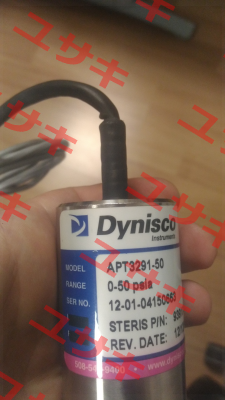 ユサキ
Dynisco
Instruments
MODEL APT3291-50
RANGE 0-50 psia
SER NO. 12-01-04150663
STERIS P/N:
REV. DATE: